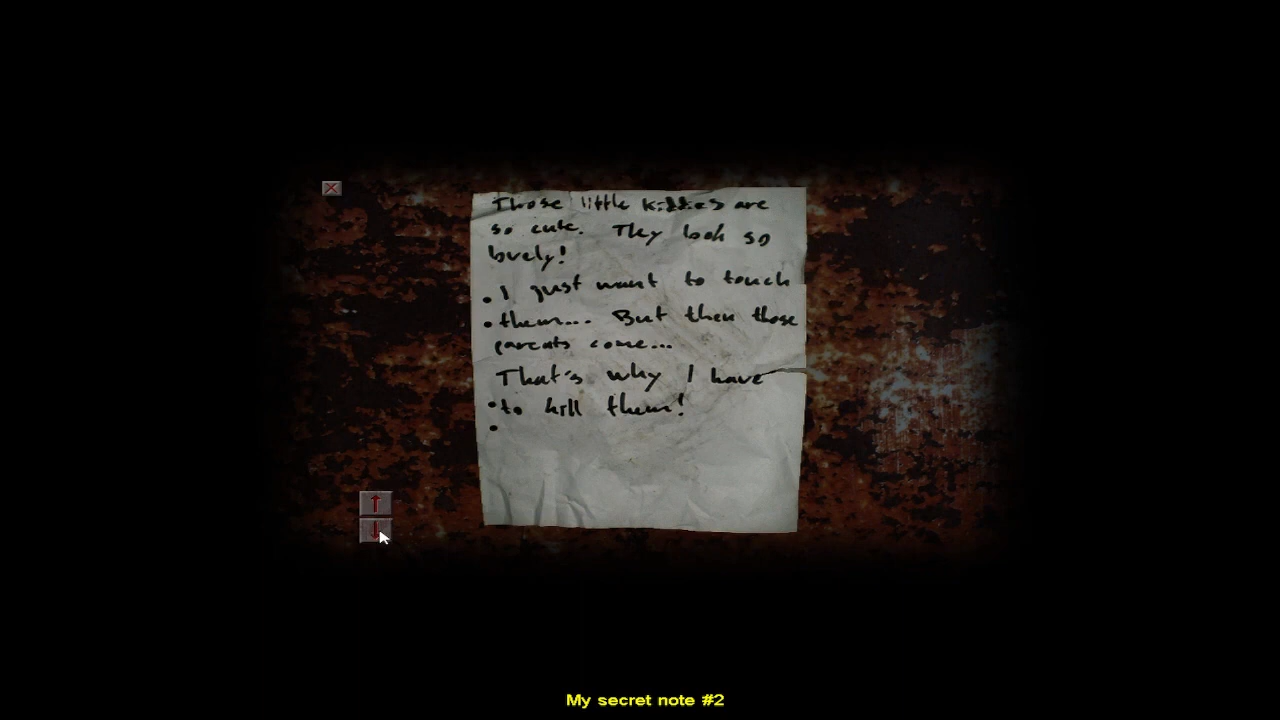 Those little kiddies are
so cute. They look so
lovely!
I just want to touch
them... But then those
parents come...
That's why I have
to kill them!
My secret note #2